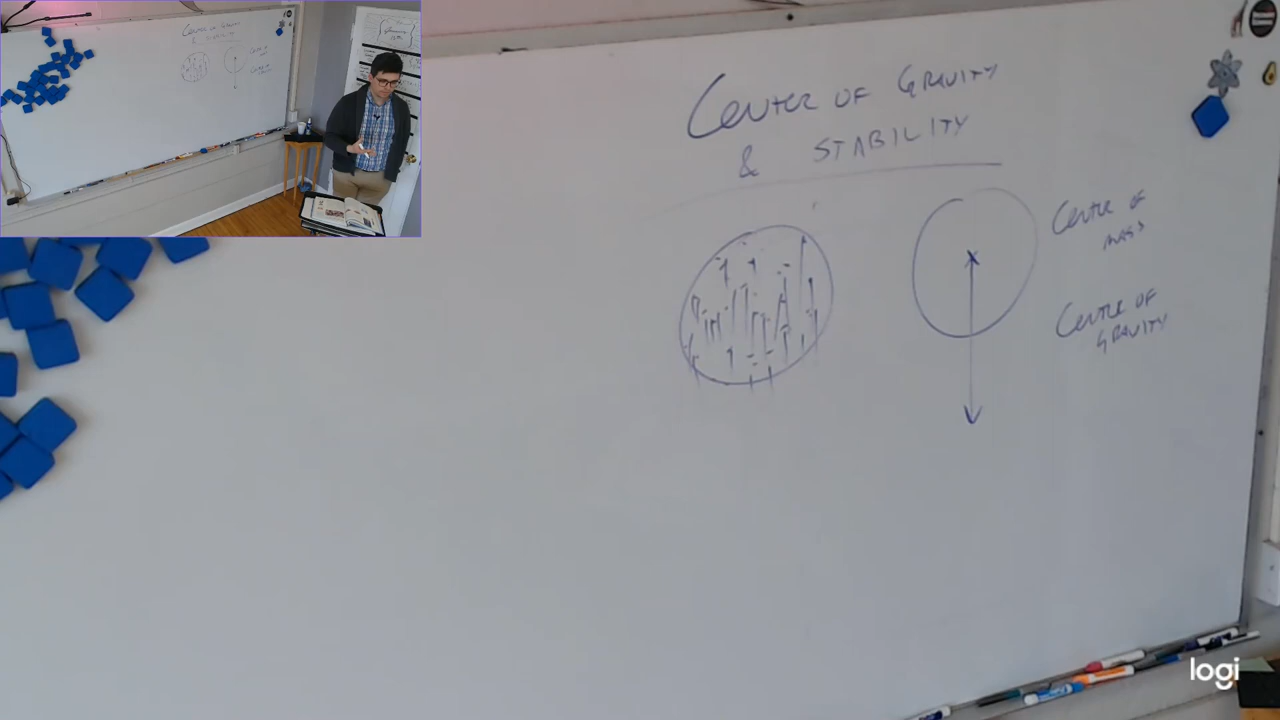 CENTER OF GRAVITY
& STABILITY
CENTER OF
MASS
CENTER OF
GRAVITY
logi